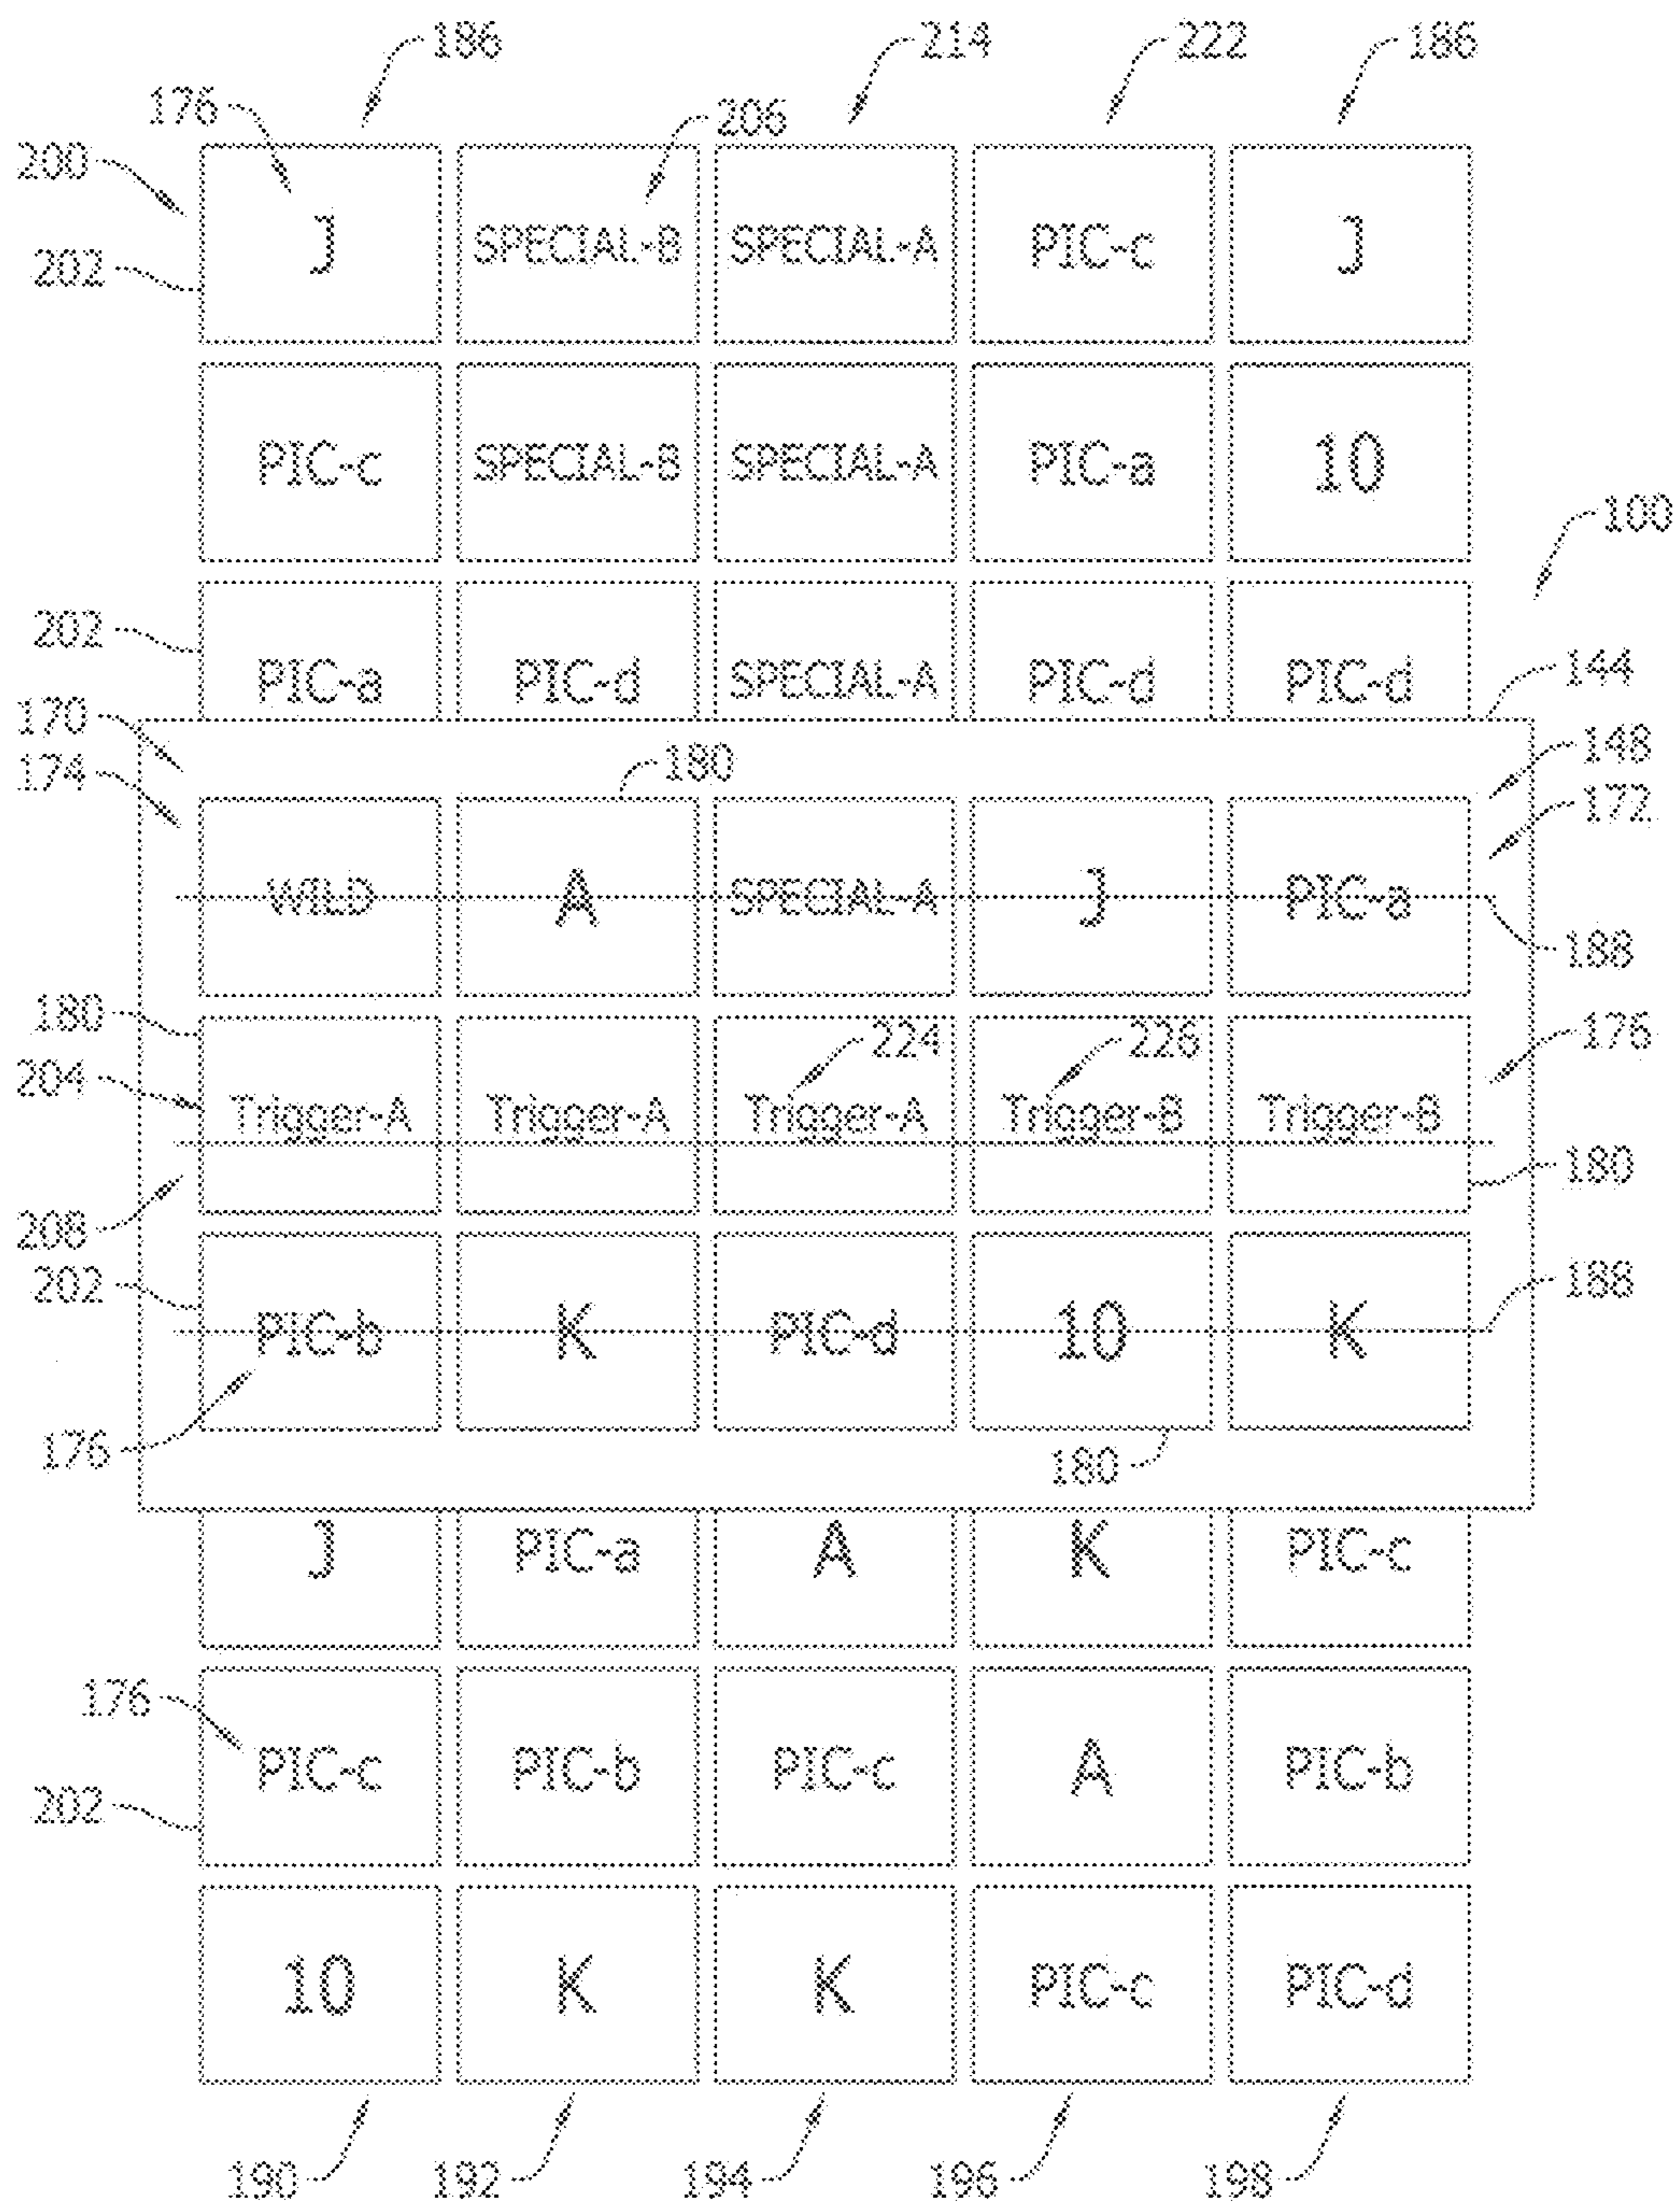 186 214 222 186
176 206
200
J SPECIAL-B SPECIAL-A PIC-c J
202
PIC-c SPECIAL-B SPECIAL-A PIC-a 10
100
202
PIC-a PIC-d SPECIAL-A PIC-d PIC-d
144
170
148
180
174
172
WILD A SPECIAL-A J PIC-a
188
180
224 226 176
204
Trigger-A Trigger-A Trigger-A Trigger-B Trigger-B
180
208
202
188
PIC-b K PIC-d 10 K
176
180
J PIC-a A K PIC-c
176
PIC-c PIC-b PIC-c A PIC-b
202
10 K K PIC-c PIC-d
190 192 194 196 198